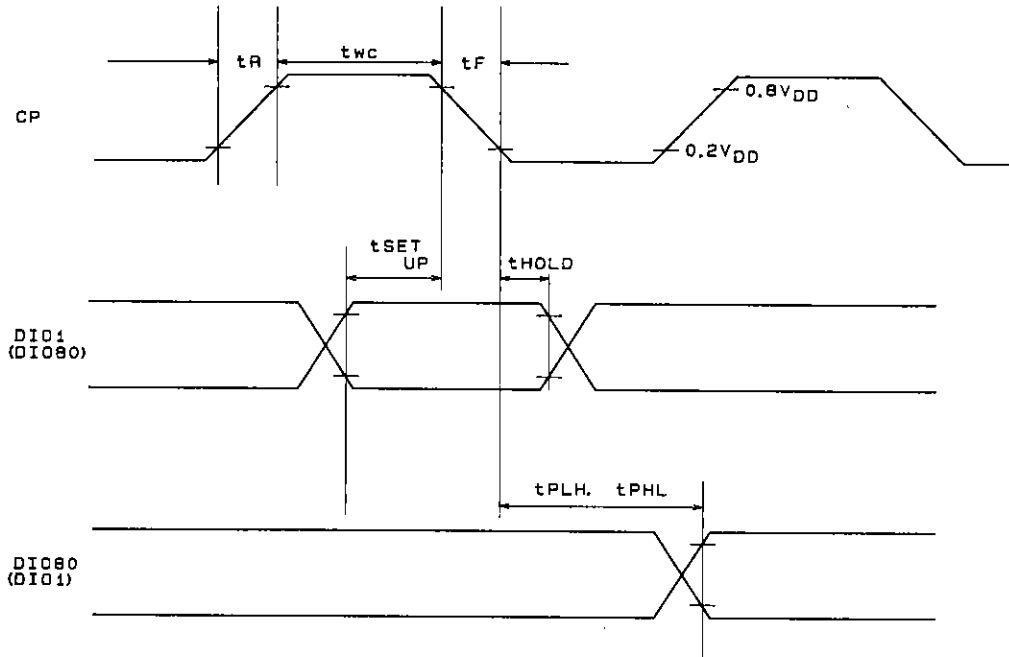 tR
twc
tF
CP
0.8VDD
0.2VDD
tSET
UP
tHOLD
DIO1
(DIO80)
tPLH. tPHL
DIO80
(DIO1)